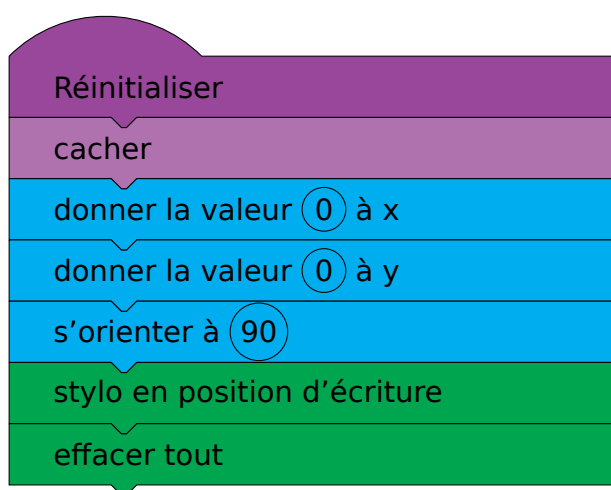 Réinitialiser
cacher
donner la valeur 0 à x
donner la valeur 0 à y
s’orienter à 90
stylo en position d’écriture
effacer tout